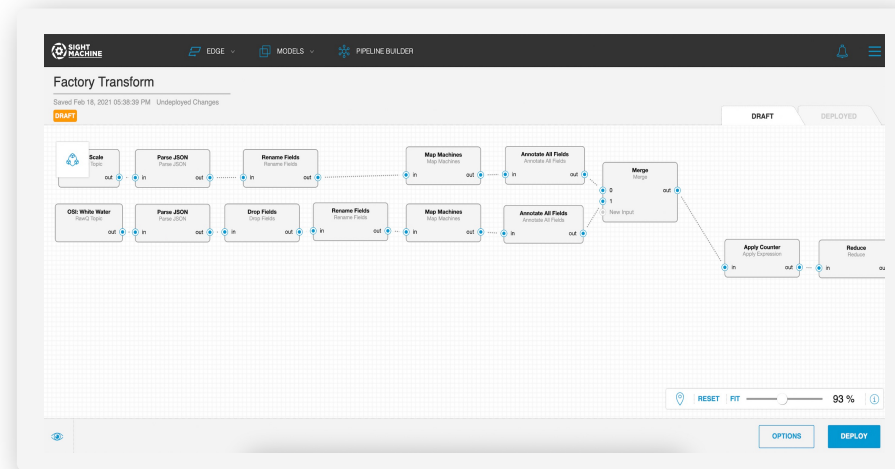 SIGHT
MACHINE
EDGE
MODELS
PIPELINE BUILDER
Factory Transform
Saved Feb 18, 2021 05:38:39 PM Undeployed Changes
DRAFT
DRAFT
DEPLOYED
Scale
Topic
out
Parse JSON
Parse JSON
in out
Rename Fields
Rename Fields
in out
Map Machines
Map Machines
in out
Annotate All Fields
Annotate All Fields
in out
Merge
Merge
0 out
1
New Input
OSI: White Water
RawQ Topic
out
Parse JSON
Parse JSON
in out
Drop Fields
Drop Fields
in out
Rename Fields
Rename Fields
in out
Map Machines
Map Machines
in out
Annotate All Fields
Annotate All Fields
in out
Apply Counter
Apply Expression
in out
Reduce
Reduce
in ou
RESET FIT 93 %
OPTIONS
DEPLOY